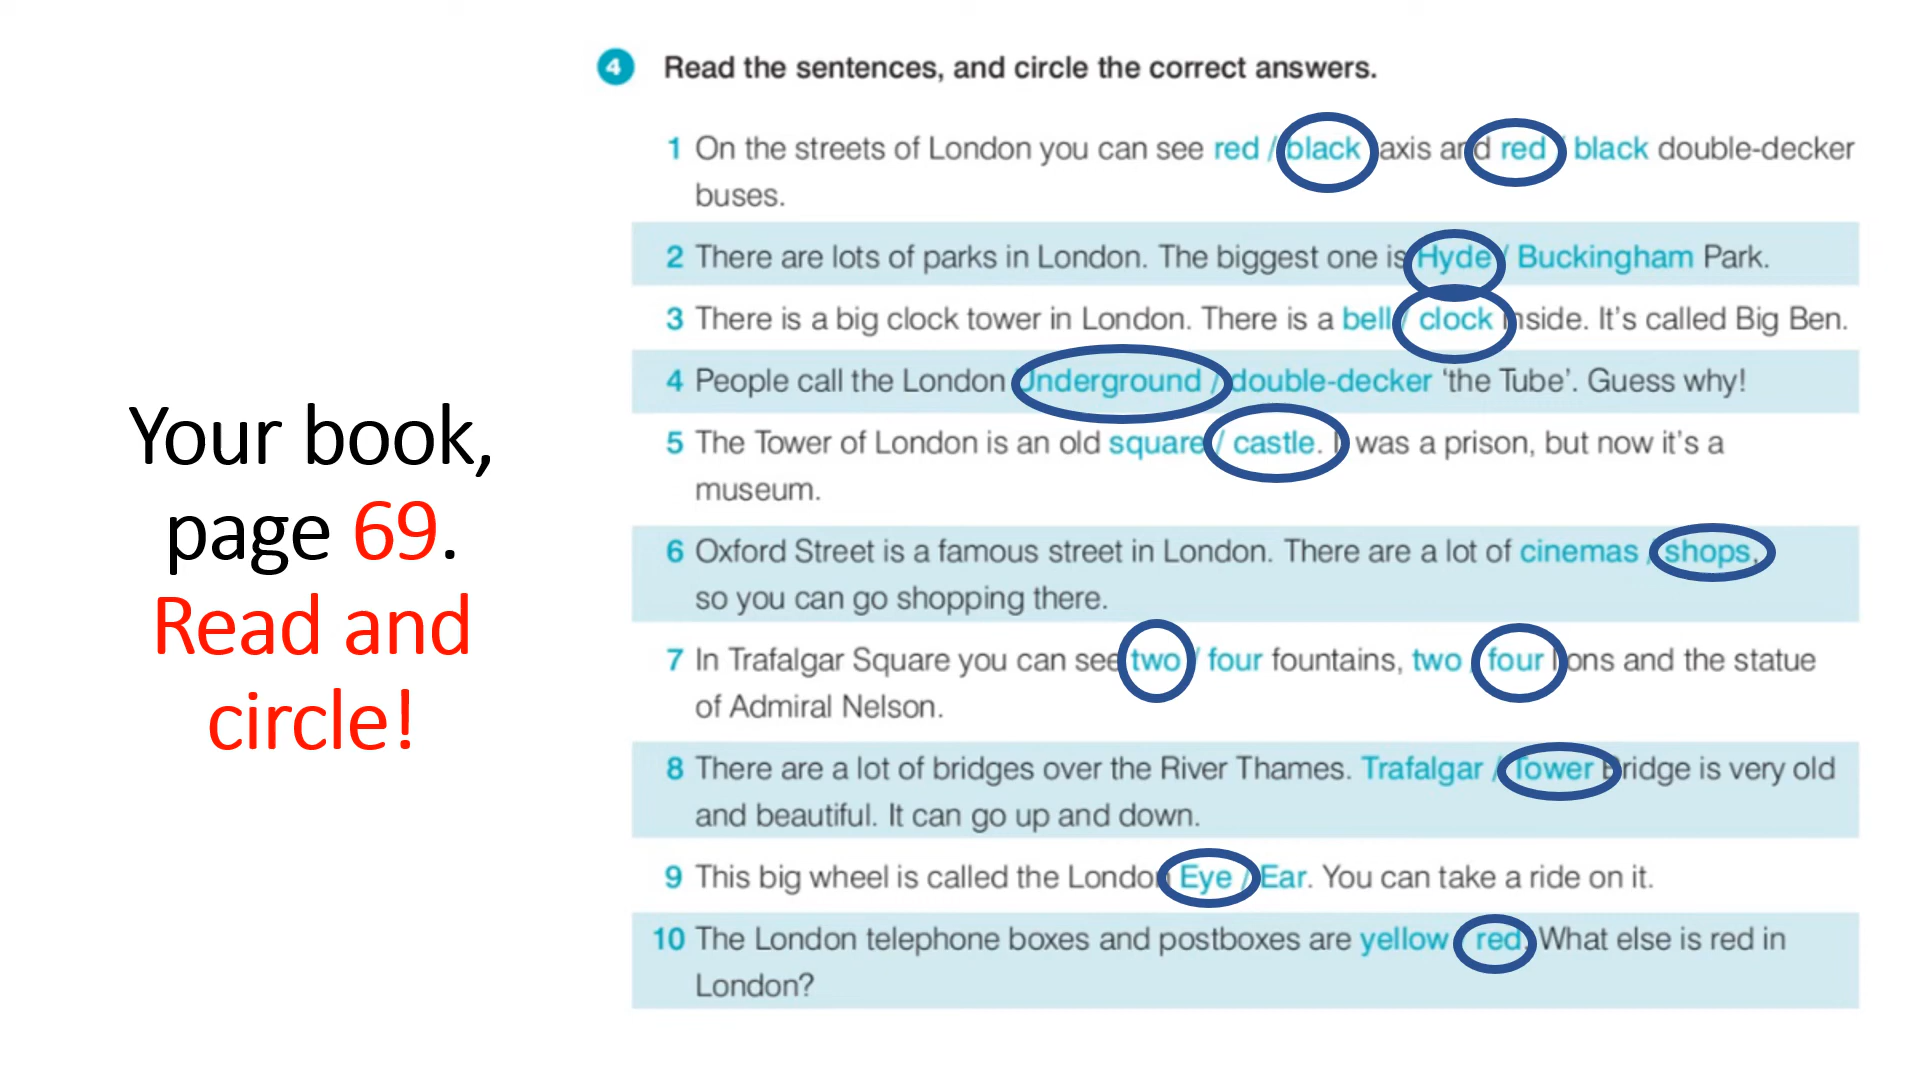 Your book,
page 69.
Read and
circle!
4 Read the sentences, and circle the correct answers.
1 On the streets of London you can see red / black taxis and red / black double-decker
buses.
2 There are lots of parks in London. The biggest one is Hyde / Buckingham Park.
3 There is a big clock tower in London. There is a bell / clock inside. It's called Big Ben.
4 People call the London Underground / double-decker ‘the Tube’. Guess why!
5 The Tower of London is an old square / castle. It was a prison, but now it's a
museum.
6 Oxford Street is a famous street in London. There are a lot of cinemas / shops,
so you can go shopping there.
7 In Trafalgar Square you can see two / four fountains, two / four lions and the statue
of Admiral Nelson.
8 There are a lot of bridges over the River Thames. Trafalgar / Tower Bridge is very old
and beautiful. It can go up and down.
9 This big wheel is called the London Eye / Ear. You can take a ride on it.
10 The London telephone boxes and postboxes are yellow / red. What else is red in
London?